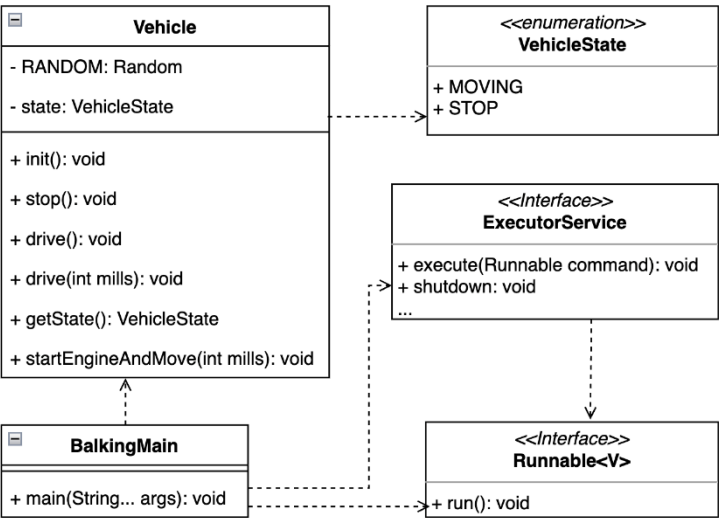 Vehicle
- RANDOM: Random
- state: VehicleState
+ init(): void
+ stop(): void
+ drive(): void
+ drive(int mills): void
+ getState(): VehicleState
+ startEngineAndMove(int mills): void
<<enumeration>>
VehicleState
+ MOVING
+ STOP
<<Interface>>
ExecutorService
+ execute(Runnable command): void
+ shutdown: void
...
BalkingMain
+ main(String... args): void
<<Interface>>
Runnable<V>
+ run(): void